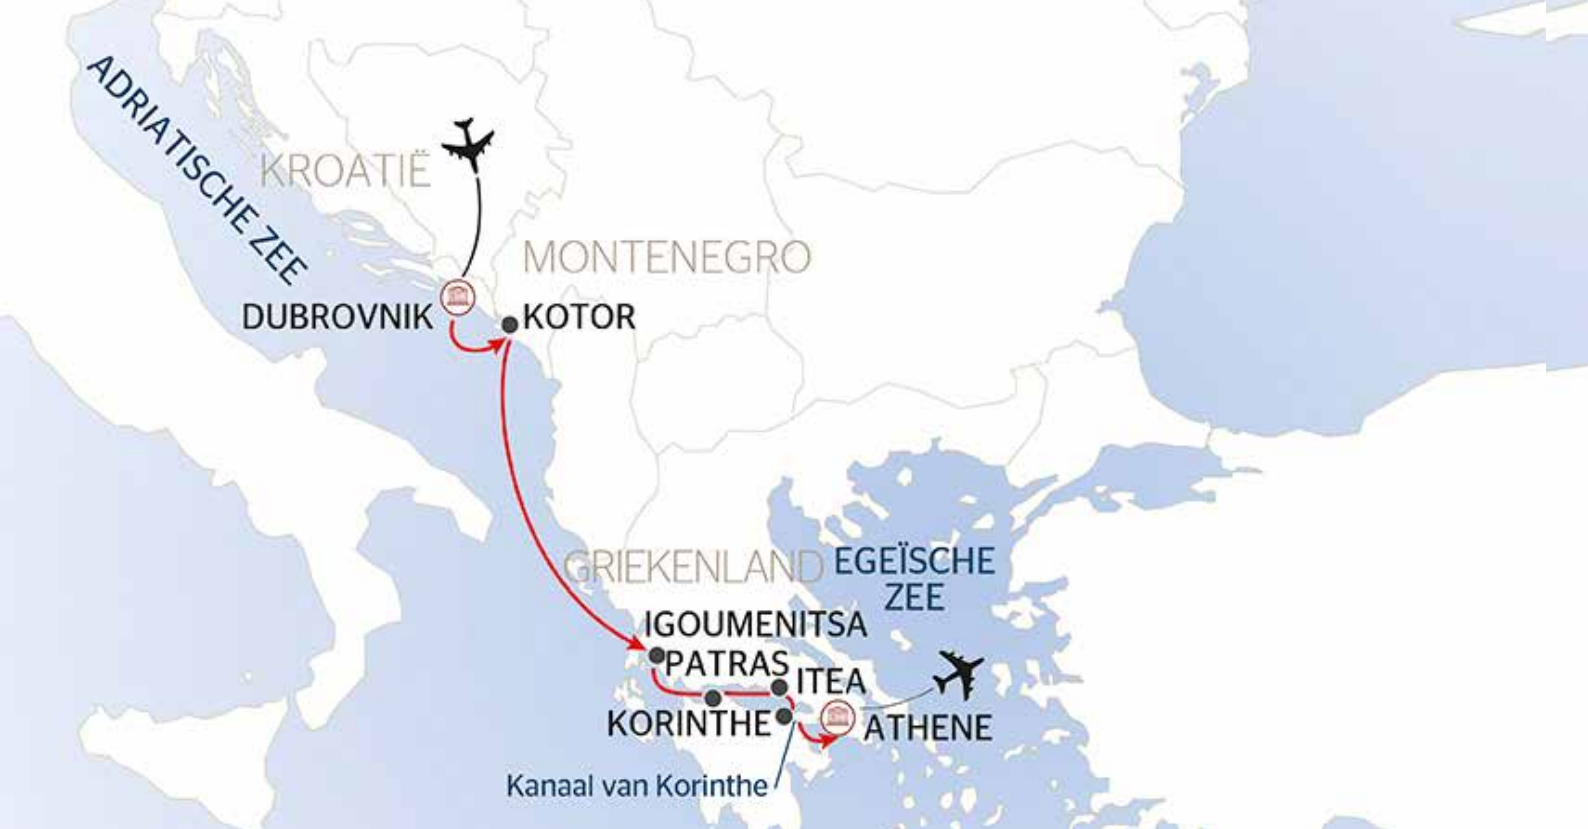 ADRIATISCHE ZEE
KROATIË
MONTENEGRO
DUBROVNIK
KOTOR
GRIEKENLAND
EGEÏSCHE
ZEE
IGOUMENITSA
PATRAS
ITEA
KORINTHE
ATHENE
Kanaal van Korinthe